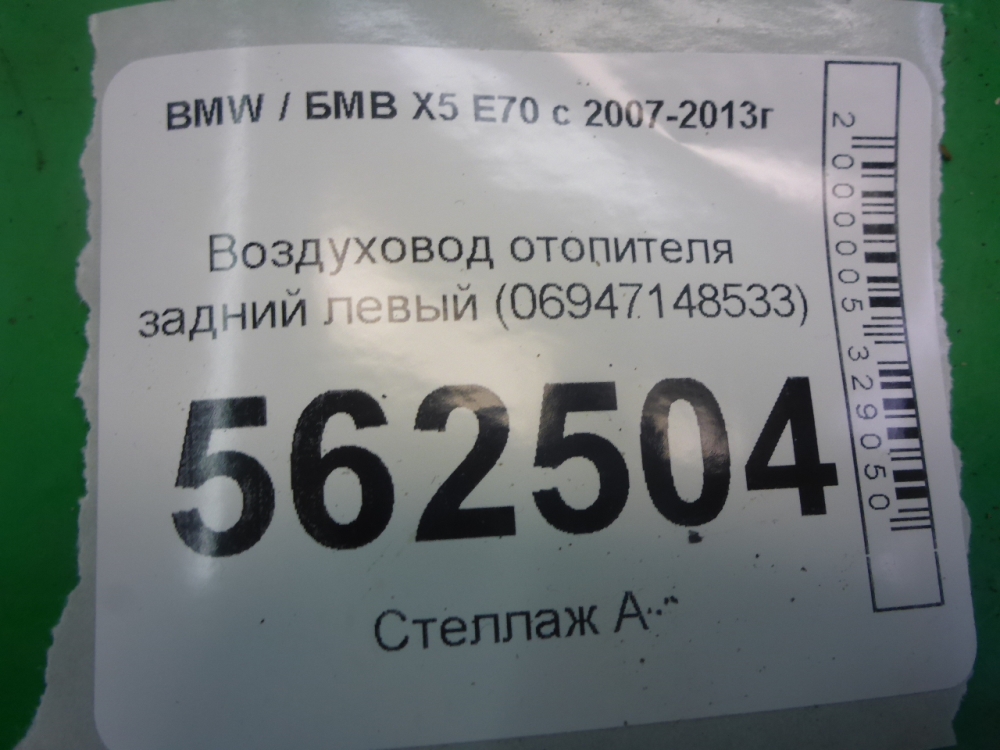 BMW / БМВ X5 E70 с 2007-2013г
Воздуховод отопителя
задний левый (06947148533)
562504
Стеллаж А
2000005329050